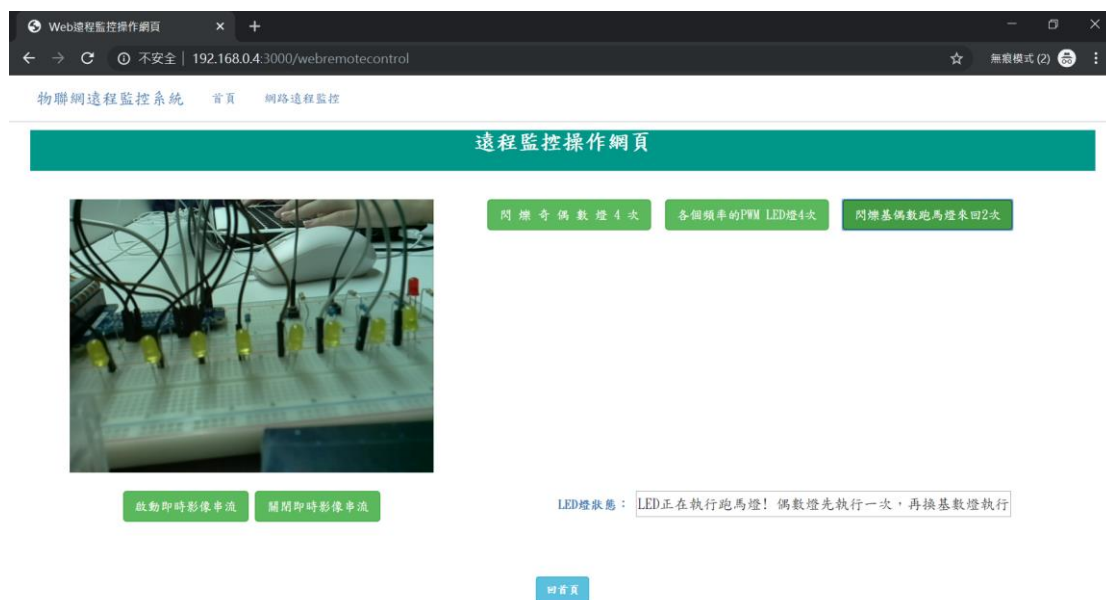 Web遠程監控操作網頁
不安全 | 192.168.0.4:3000/webremotecontrol
無痕模式 (2)
物聯網遠程監控系統 首頁 網路遠程監控
遠程監控操作網頁
閃爍奇偶數燈4次 各個頻率的PWM LED燈4次 閃爍基偶數跑馬燈來回2次
啟動即時影像串流 關閉即時影像串流 LED燈狀態： LED正在執行跑馬燈! 偶數燈先執行一次，再換基數燈執行
回首頁